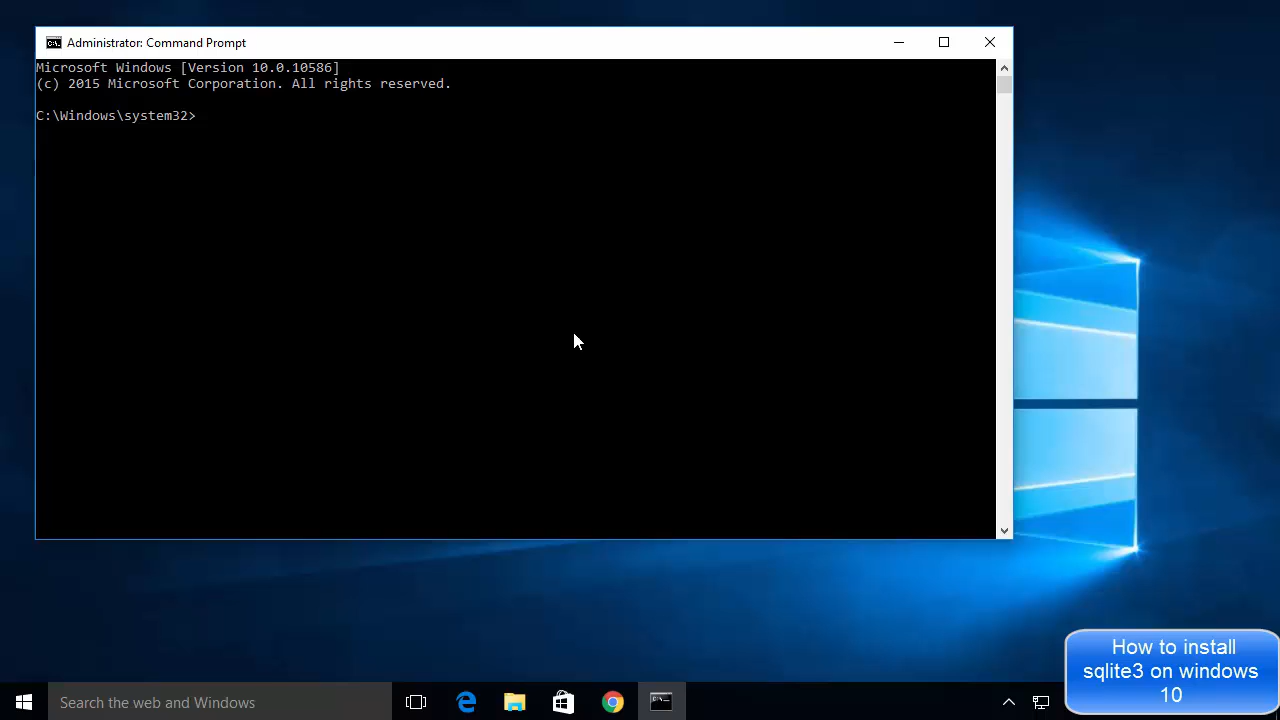 Administrator: Command Prompt
Microsoft Windows [Version 10.0.10586]
(c) 2015 Microsoft Corporation. All rights reserved.
C:\Windows\system32>
Search the web and Windows
How to install
sqlite3 on windows
10